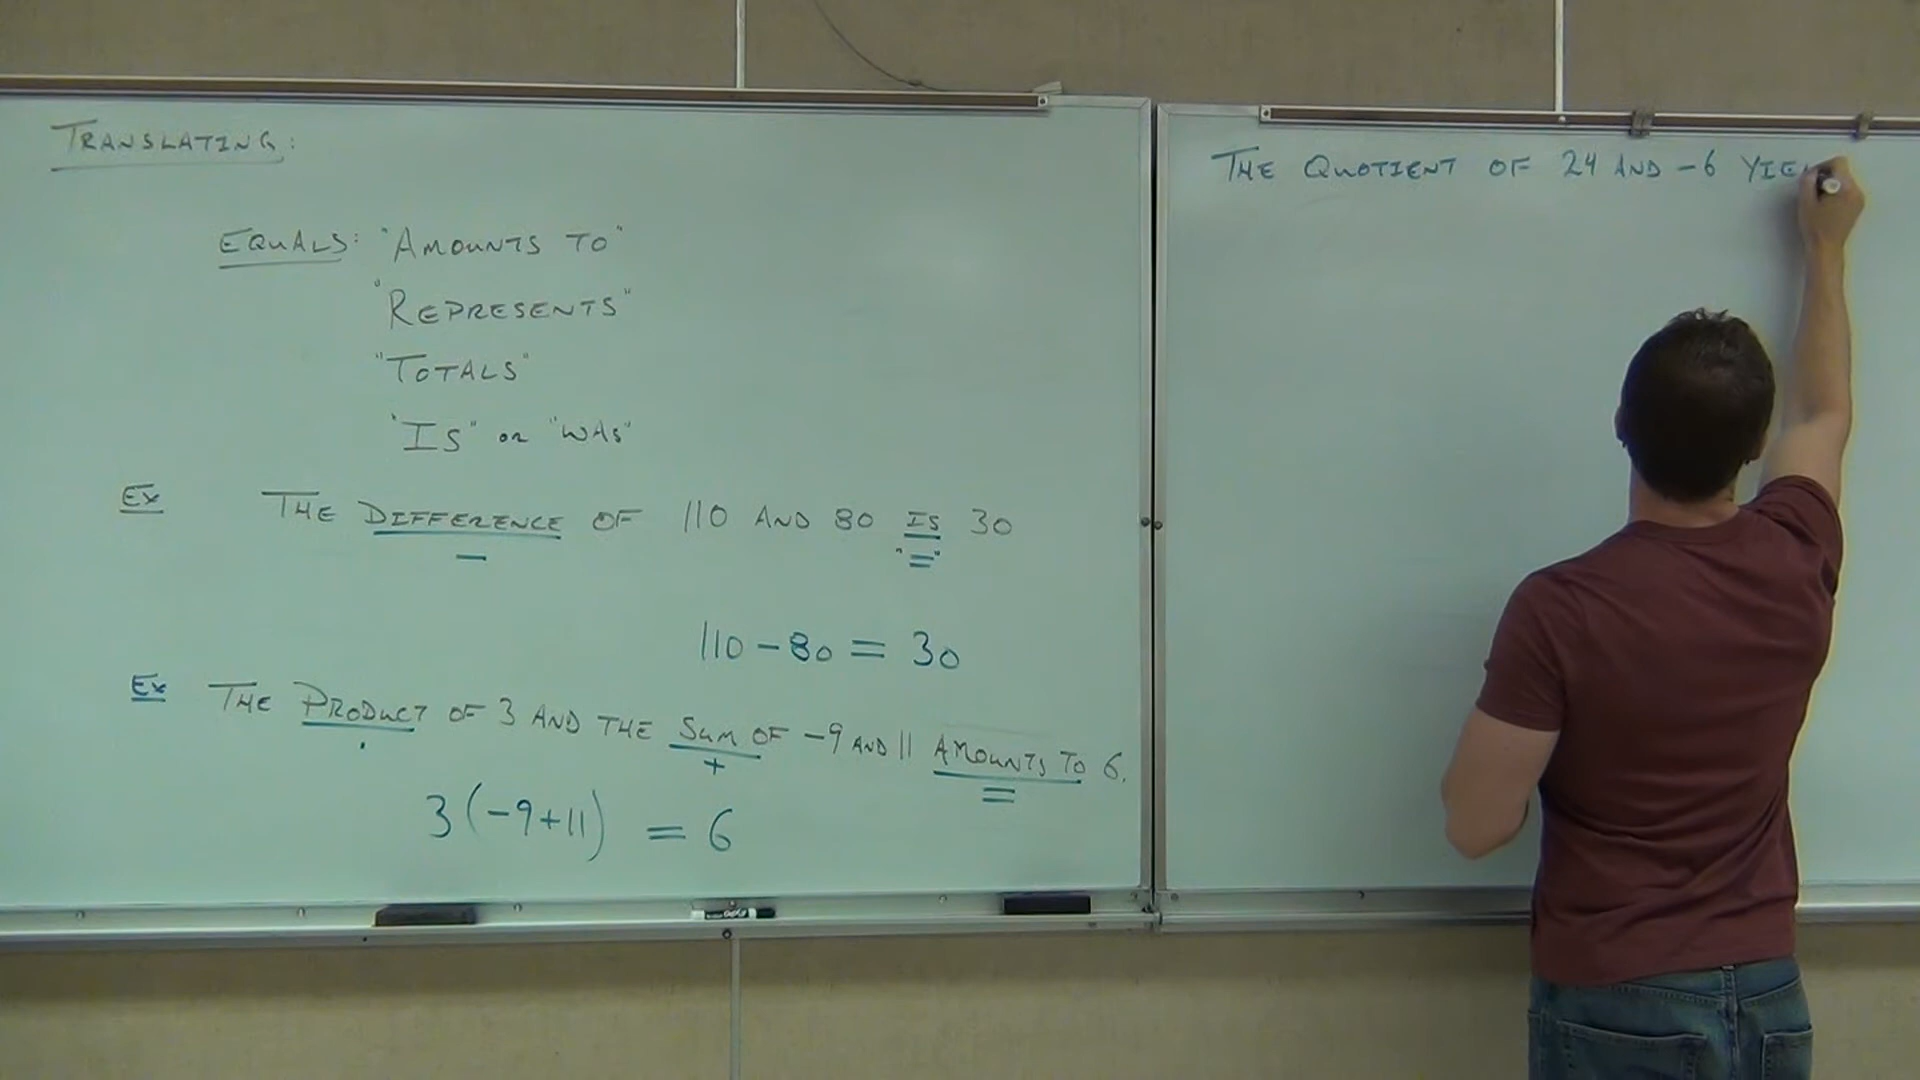 TRANSLATING:
EQUALS: "AMOUNTS TO"
"REPRESENTS"
"TOTALS"
"IS" or "WAS"
Ex THE DIFFERENCE OF 110 AND 80 IS 30
— "="
110 - 80 = 30
Ex THE PRODUCT OF 3 AND THE SUM OF -9 AND 11 AMOUNTS TO 6.
· + =
3(-9+11) = 6
THE QUOTIENT OF 24 AND -6